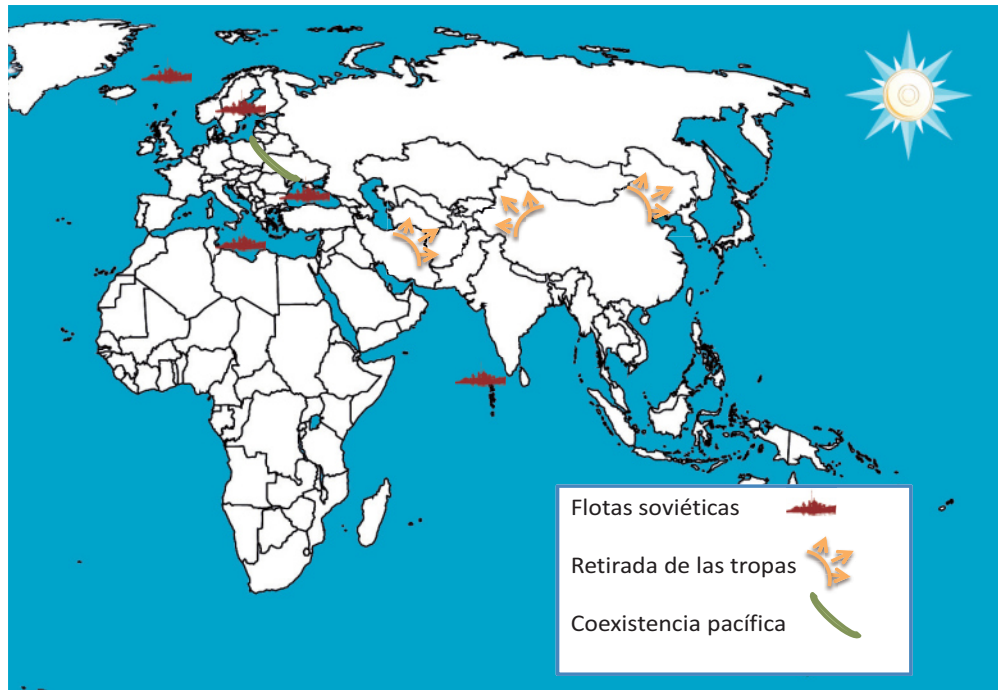 Flotas soviéticas
Retirada de las tropas
Coexistencia pacífica